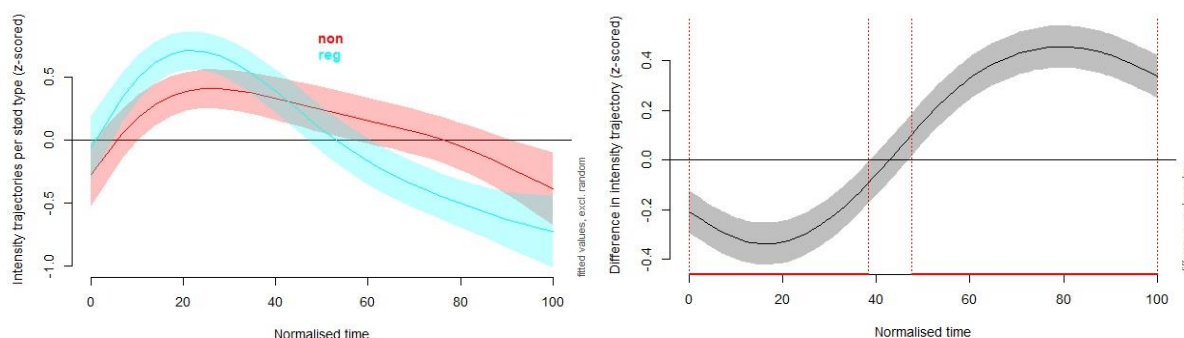 non
reg
Intensity trajectories per stød type (z-scored)
0.5
0.0
-0.5
-1.0
0 20 40 60 80 100
Normalised time
fitted values, excl. random
Difference in intensity trajectory (z-scored)
0.4
0.2
0.0
-0.2
-0.4
0 20 40 60 80 100
Normalised time